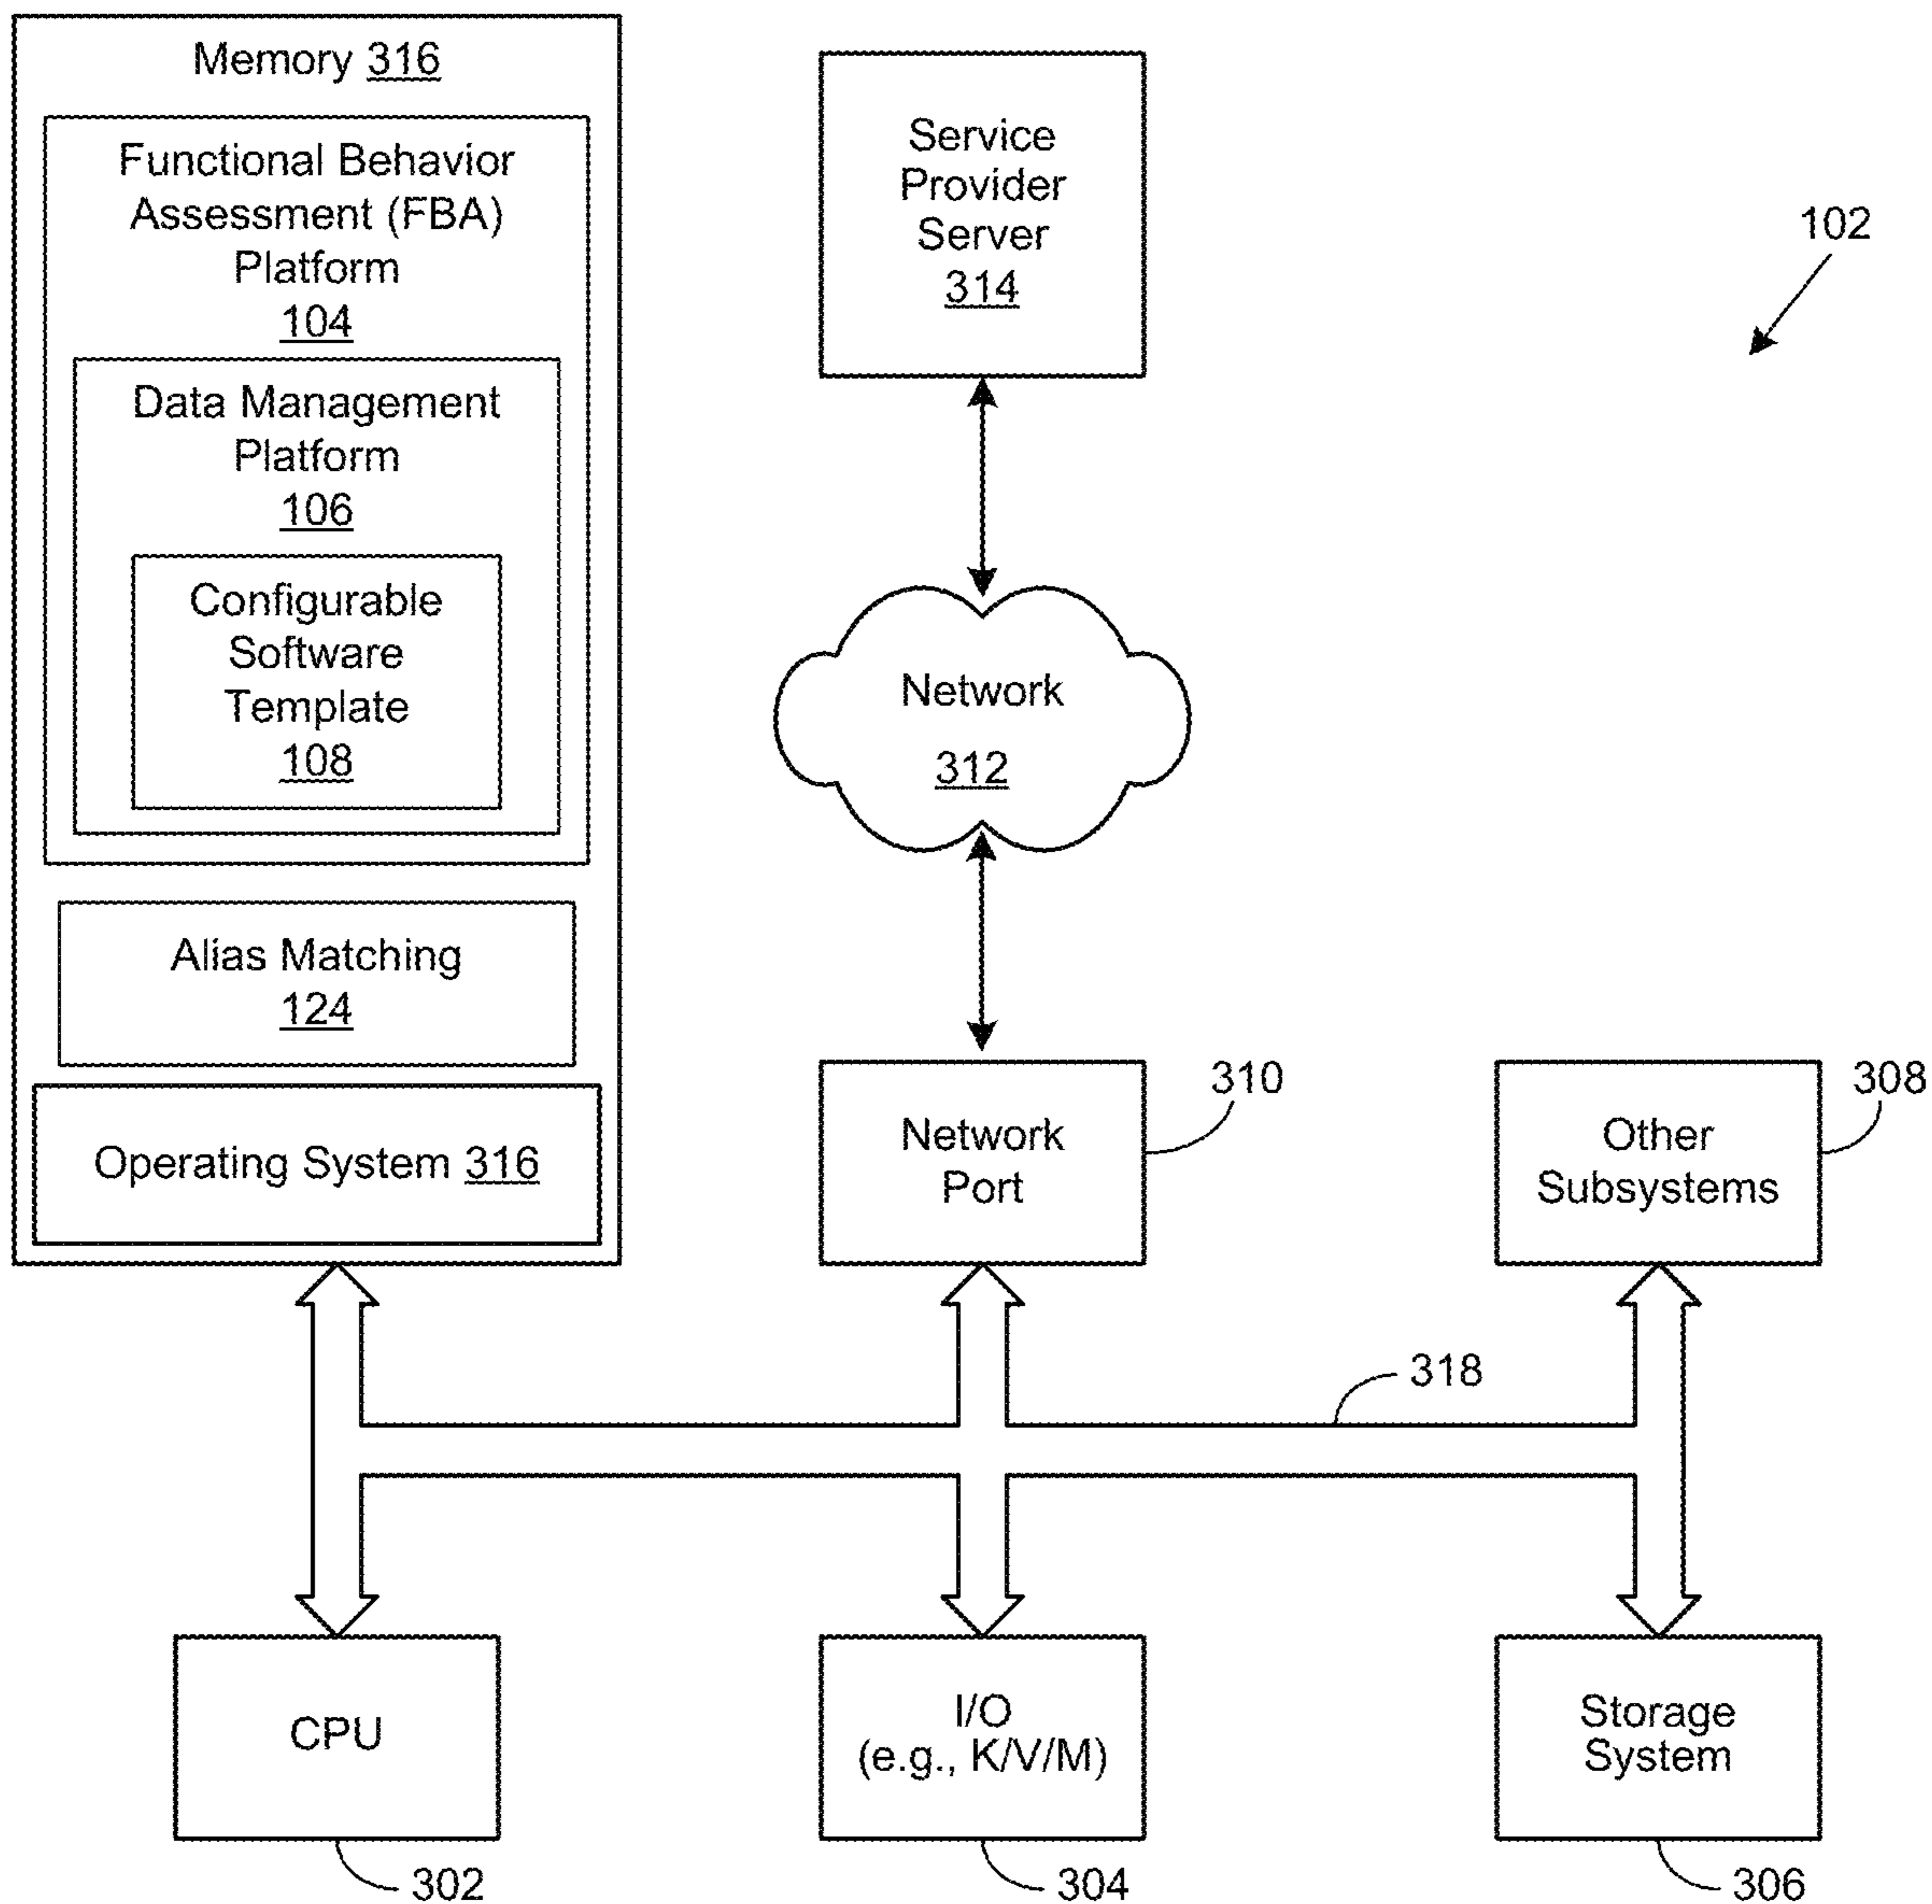 Memory 316
Functional Behavior
Assessment (FBA)
Platform
104
Data Management
Platform
106
Configurable
Software
Template
108
Alias Matching
124
Operating System 316
Service
Provider
Server
314
102
Network
312
Network
Port
310
Other
Subsystems
308
318
CPU
302
I/O
(e.g., K/V/M)
304
Storage
System
306